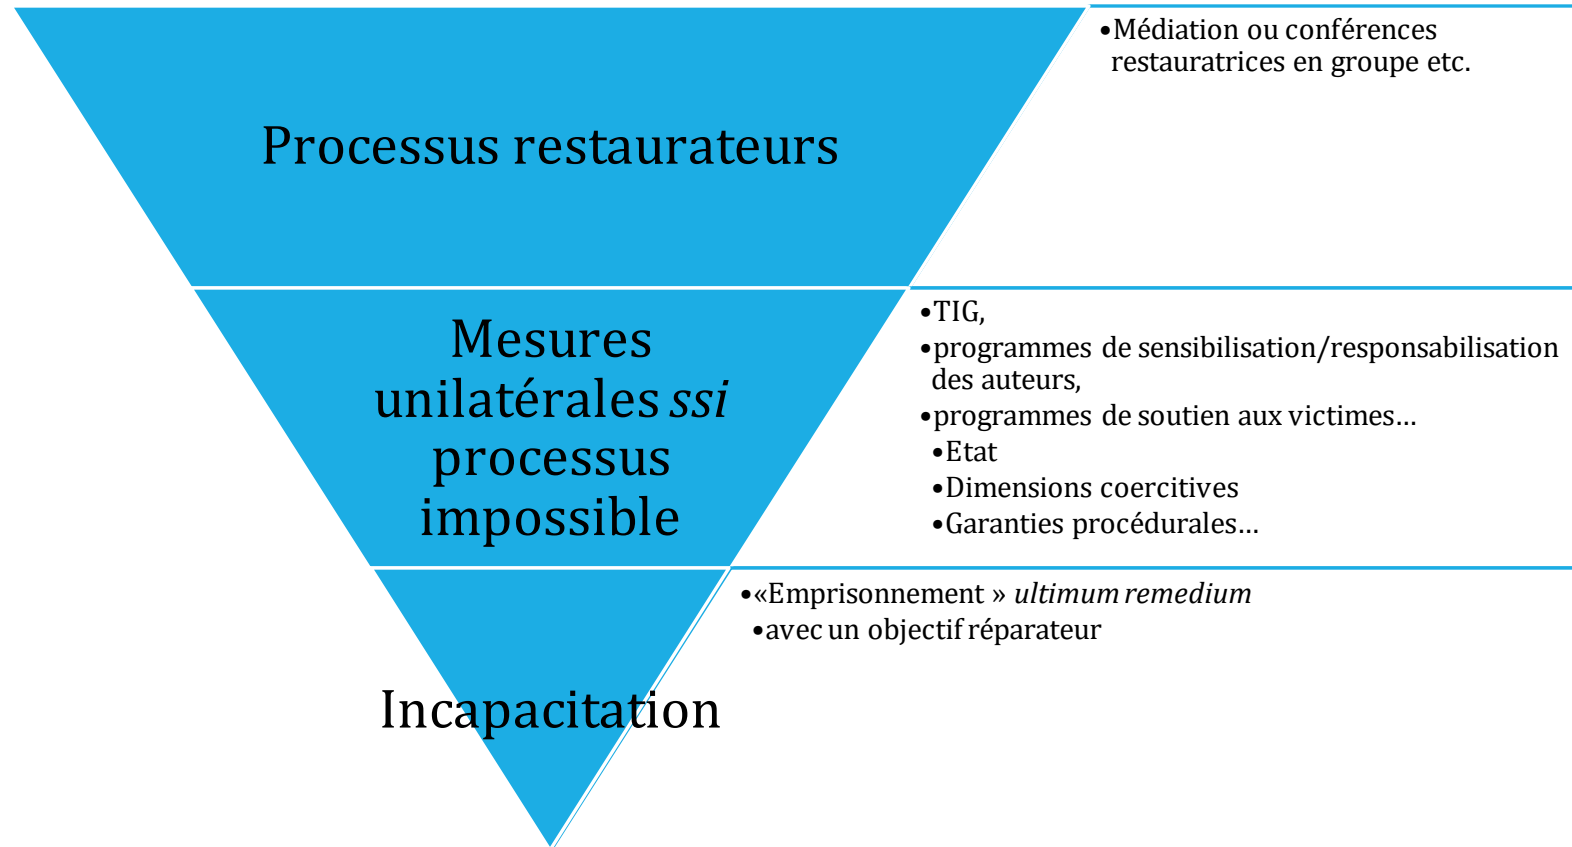 Processus restaurateurs
•Médiation ou conférences
restauratrices en groupe etc.
Mesures
unilatérales ssi
processus
impossible
•TIG,
•programmes de sensibilisation/responsabilisation
des auteurs,
•programmes de soutien aux victimes…
•Etat
•Dimensions coercitives
•Garanties procédurales…
Incapacitation
•«Emprisonnement » ultimum remedium
•avec un objectif réparateur